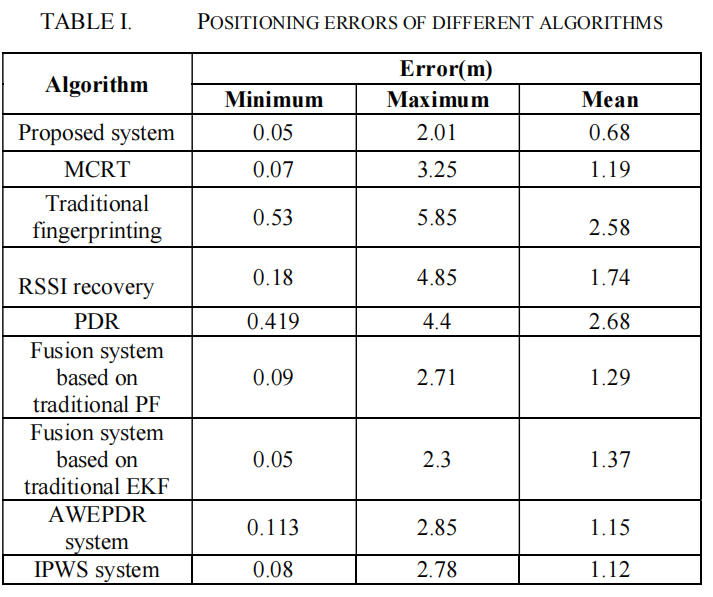 TABLE I. POSITIONING ERRORS OF DIFFERENT ALGORITHMS
Algorithm
Error(m)
Minimum Maximum Mean
Proposed system 0.05 2.01 0.68
MCRT 0.07 3.25 1.19
Traditional
fingerprinting 0.53 5.85 2.58
RSSI recovery 0.18 4.85 1.74
PDR 0.419 4.4 2.68
Fusion system
based on 0.09 2.71 1.29
traditional PF
Fusion system
based on 0.05 2.3 1.37
traditional EKF
AWEPDR
system 0.113 2.85 1.15
IPWS system 0.08 2.78 1.12